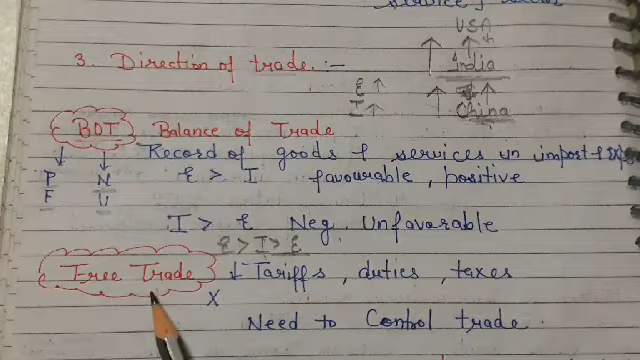 service,
USA
3. Direction of trade :-
India
E ↑
I ↑
China
BOT Balance of Trade
↓ ↓ Record of goods & services in import & Exp
P N E > I favourable, positive
F U
I > E Neg. Unfavorable
E > I > E
Free Trade ↓ Tariffs, duties, taxes
X
Need to Control trade